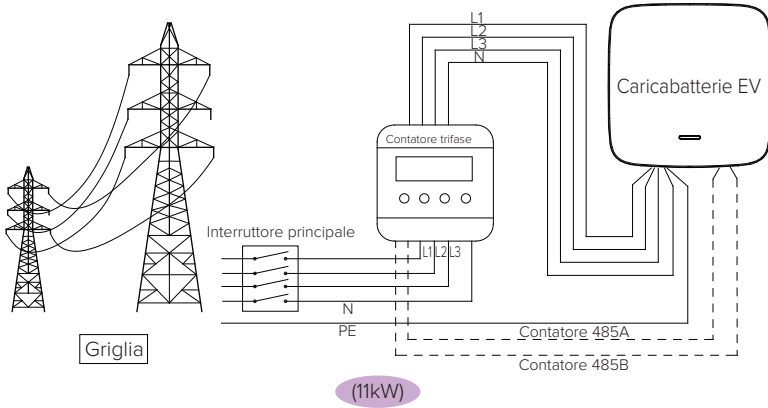 L1
L2
L3
N
Caricabatterie EV
Contatore trifase
Interruttore principale
L1 L2 L3
N
PE
Contatore 485A
Contatore 485B
Griglia
(11kW)